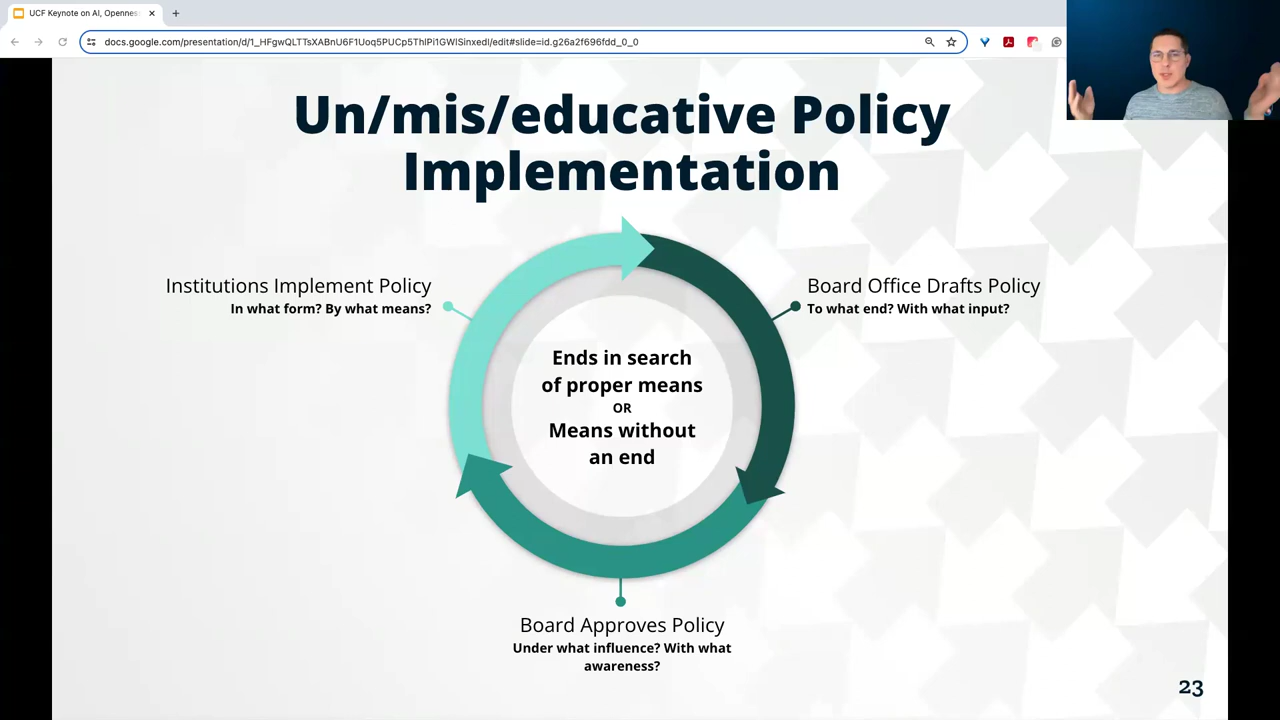 UCF Keynote on AI, Openness
docs.google.com/presentation/d/1_HFgwQLTTsXABnU6F1Uoq5PUCp5ThlPi1GWlSinxedI/edit#slide=id.g26a2f696fdd_0_0
Un/mis/educative Policy
Implementation
Institutions Implement Policy
In what form? By what means?
Board Office Drafts Policy
To what end? With what input?
Ends in search
of proper means
OR
Means without
an end
Board Approves Policy
Under what influence? With what
awareness?
23